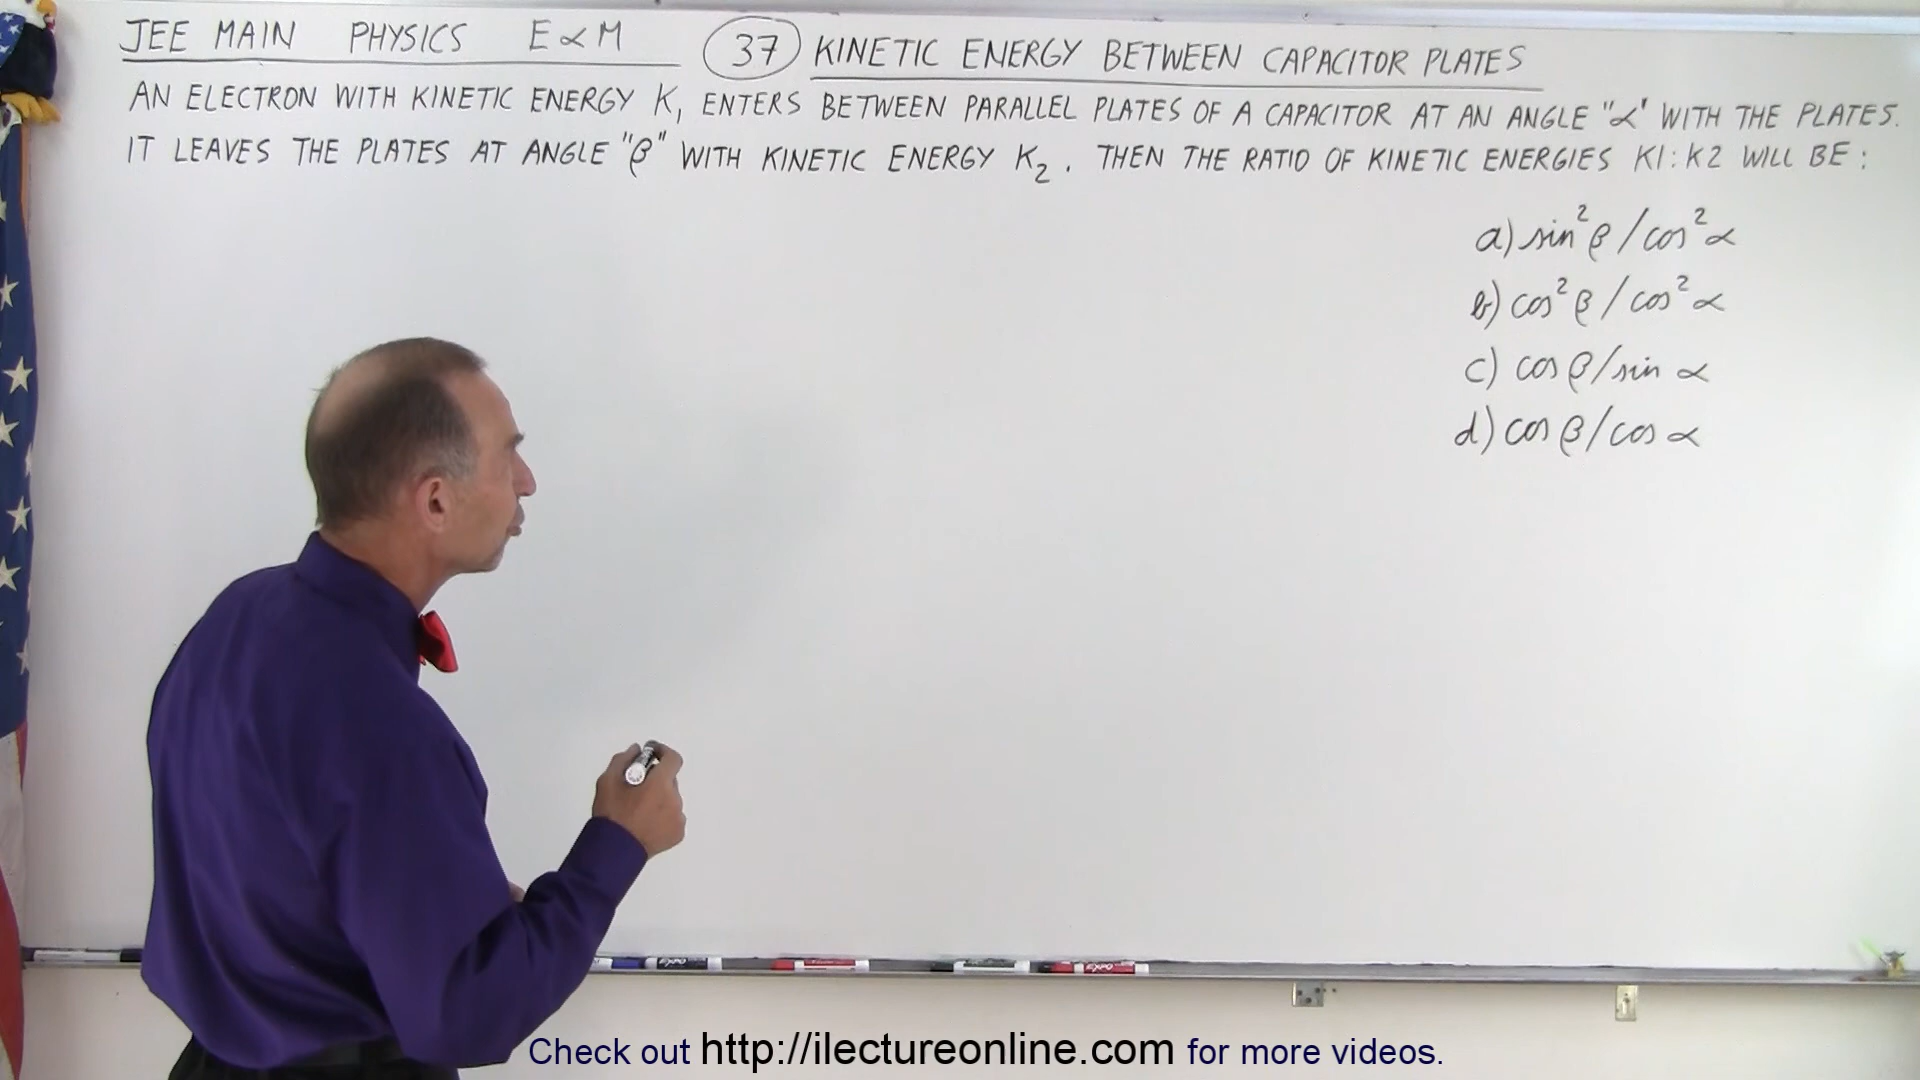 JEE MAIN PHYSICS E & M 37 KINETIC ENERGY BETWEEN CAPACITOR PLATES
AN ELECTRON WITH KINETIC ENERGY K, ENTERS BETWEEN PARALLEL PLATES OF A CAPACITOR AT AN ANGLE "α" WITH THE PLATES.
IT LEAVES THE PLATES AT ANGLE "β" WITH KINETIC ENERGY K₂. THEN THE RATIO OF KINETIC ENERGIES K1:K2 WILL BE:
a) sin²β/cos²α
b) cos²β/cos²α
c) cos β/sin α
d) cos β/cos α
Check out http://ilectureonline.com for more videos.